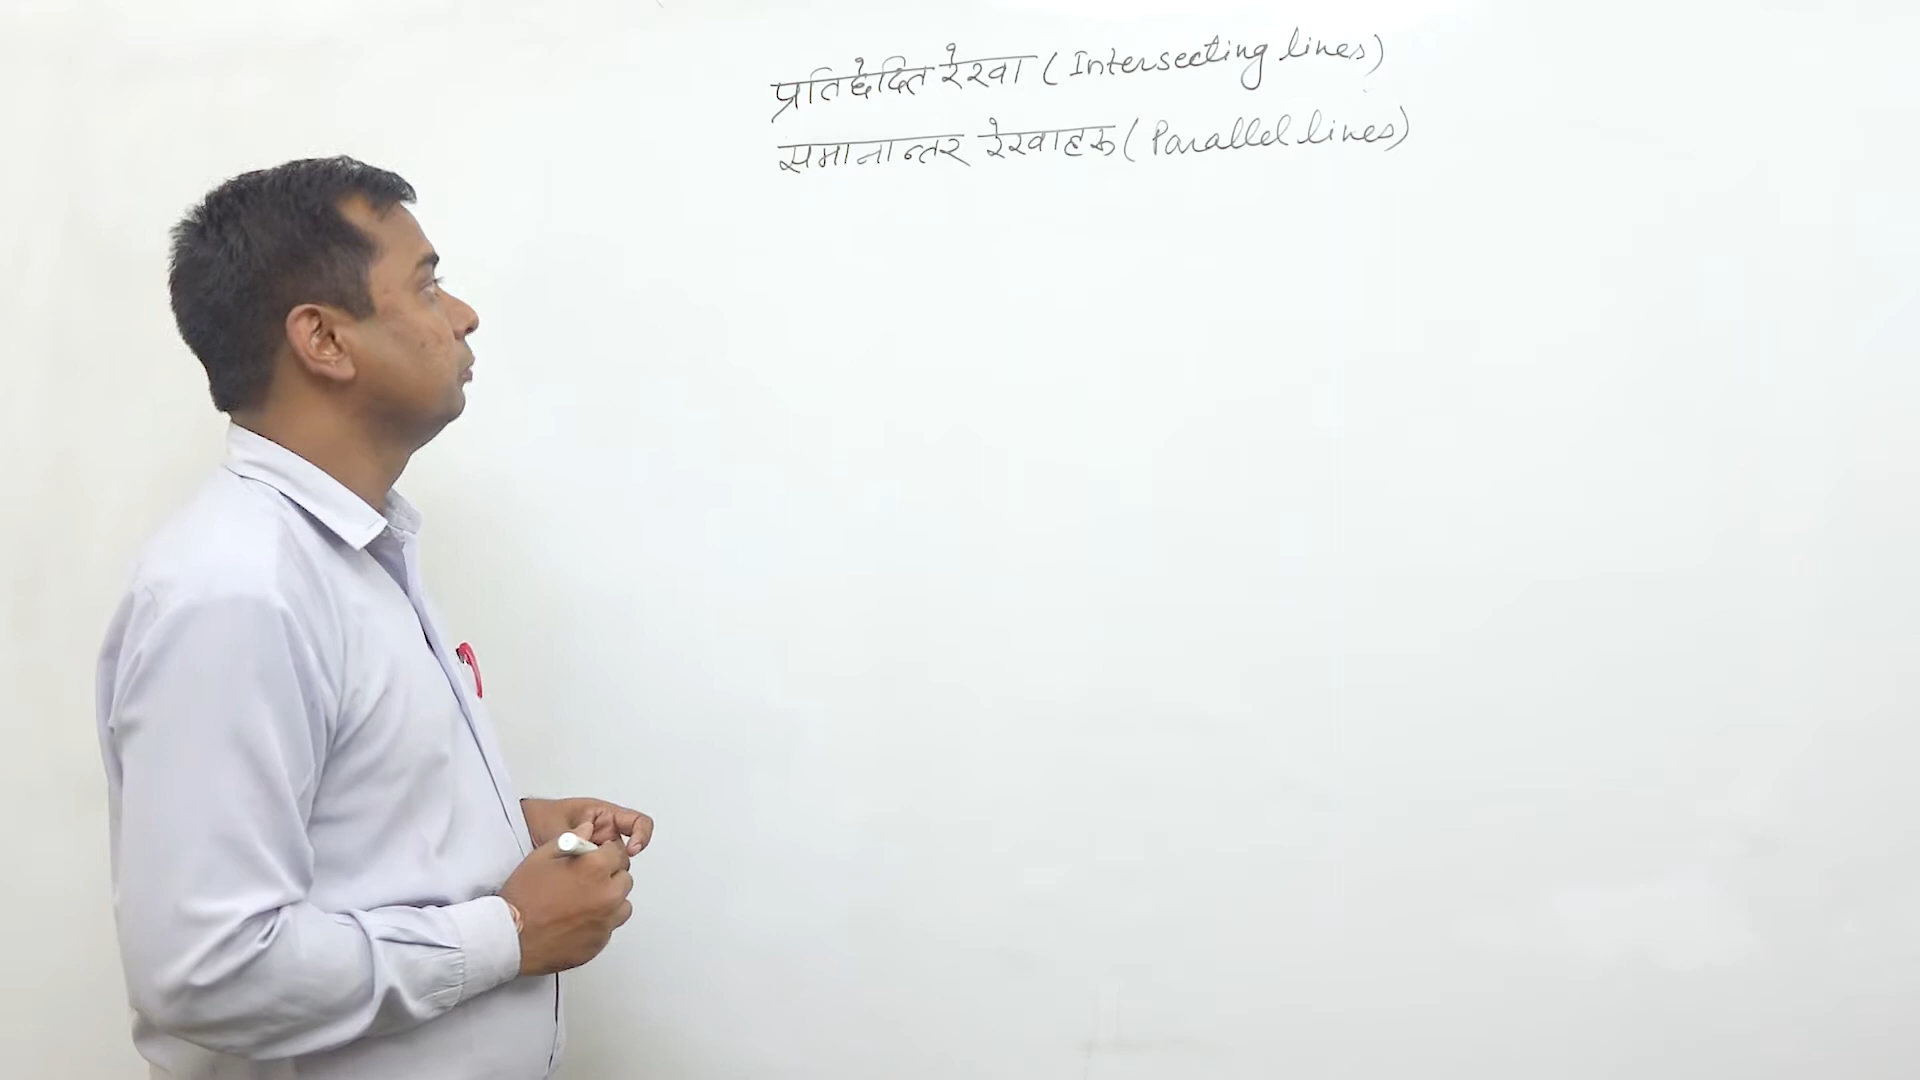 प्रतिछेदित रेखा (Intersecting lines)
समानान्तर रेखाहरू (Parallel lines)